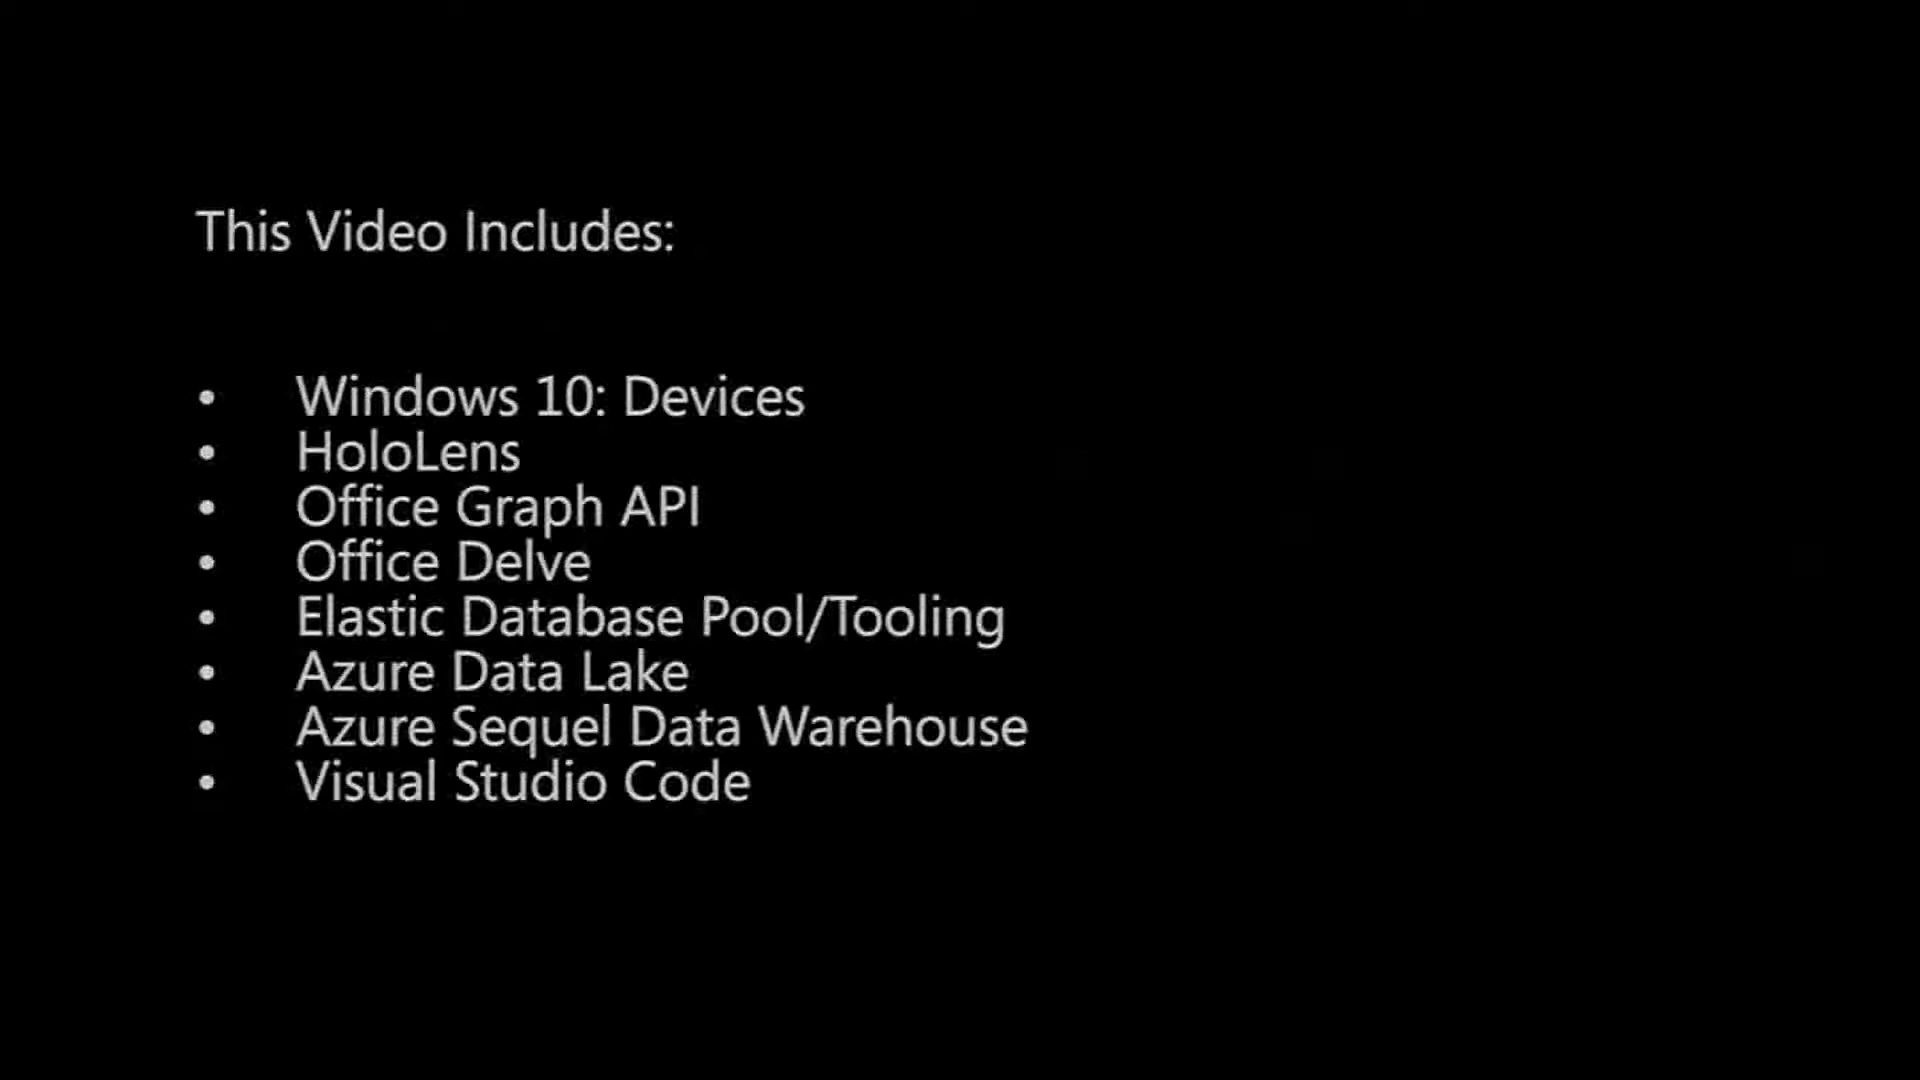 This Video Includes:
• Windows 10: Devices
• HoloLens
• Office Graph API
• Office Delve
• Elastic Database Pool/Tooling
• Azure Data Lake
• Azure Sequel Data Warehouse
• Visual Studio Code